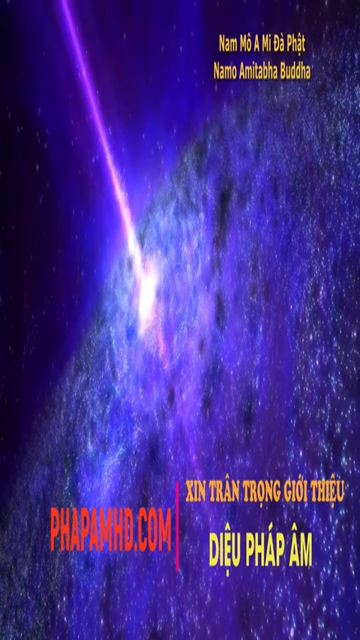 Nam Mô A Mi Đà Phật
Namo Amitabha Buddha
XIN TRÂN TRỌNG GIỚI THIỆU
PHAPAMHD.COM
DIỆU PHÁP ÂM